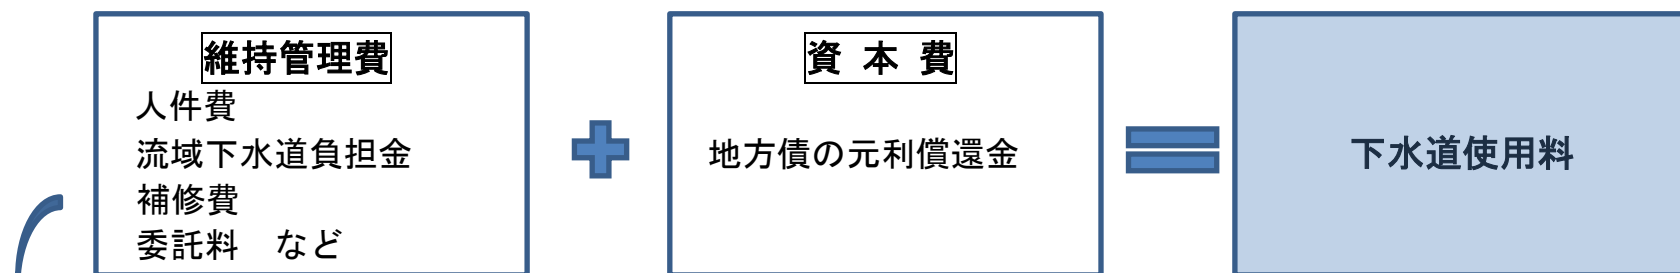 維持管理費
人件費
流域下水道負担金
補修費
委託料　など
資 本 費
地方債の元利償還金
下水道使用料